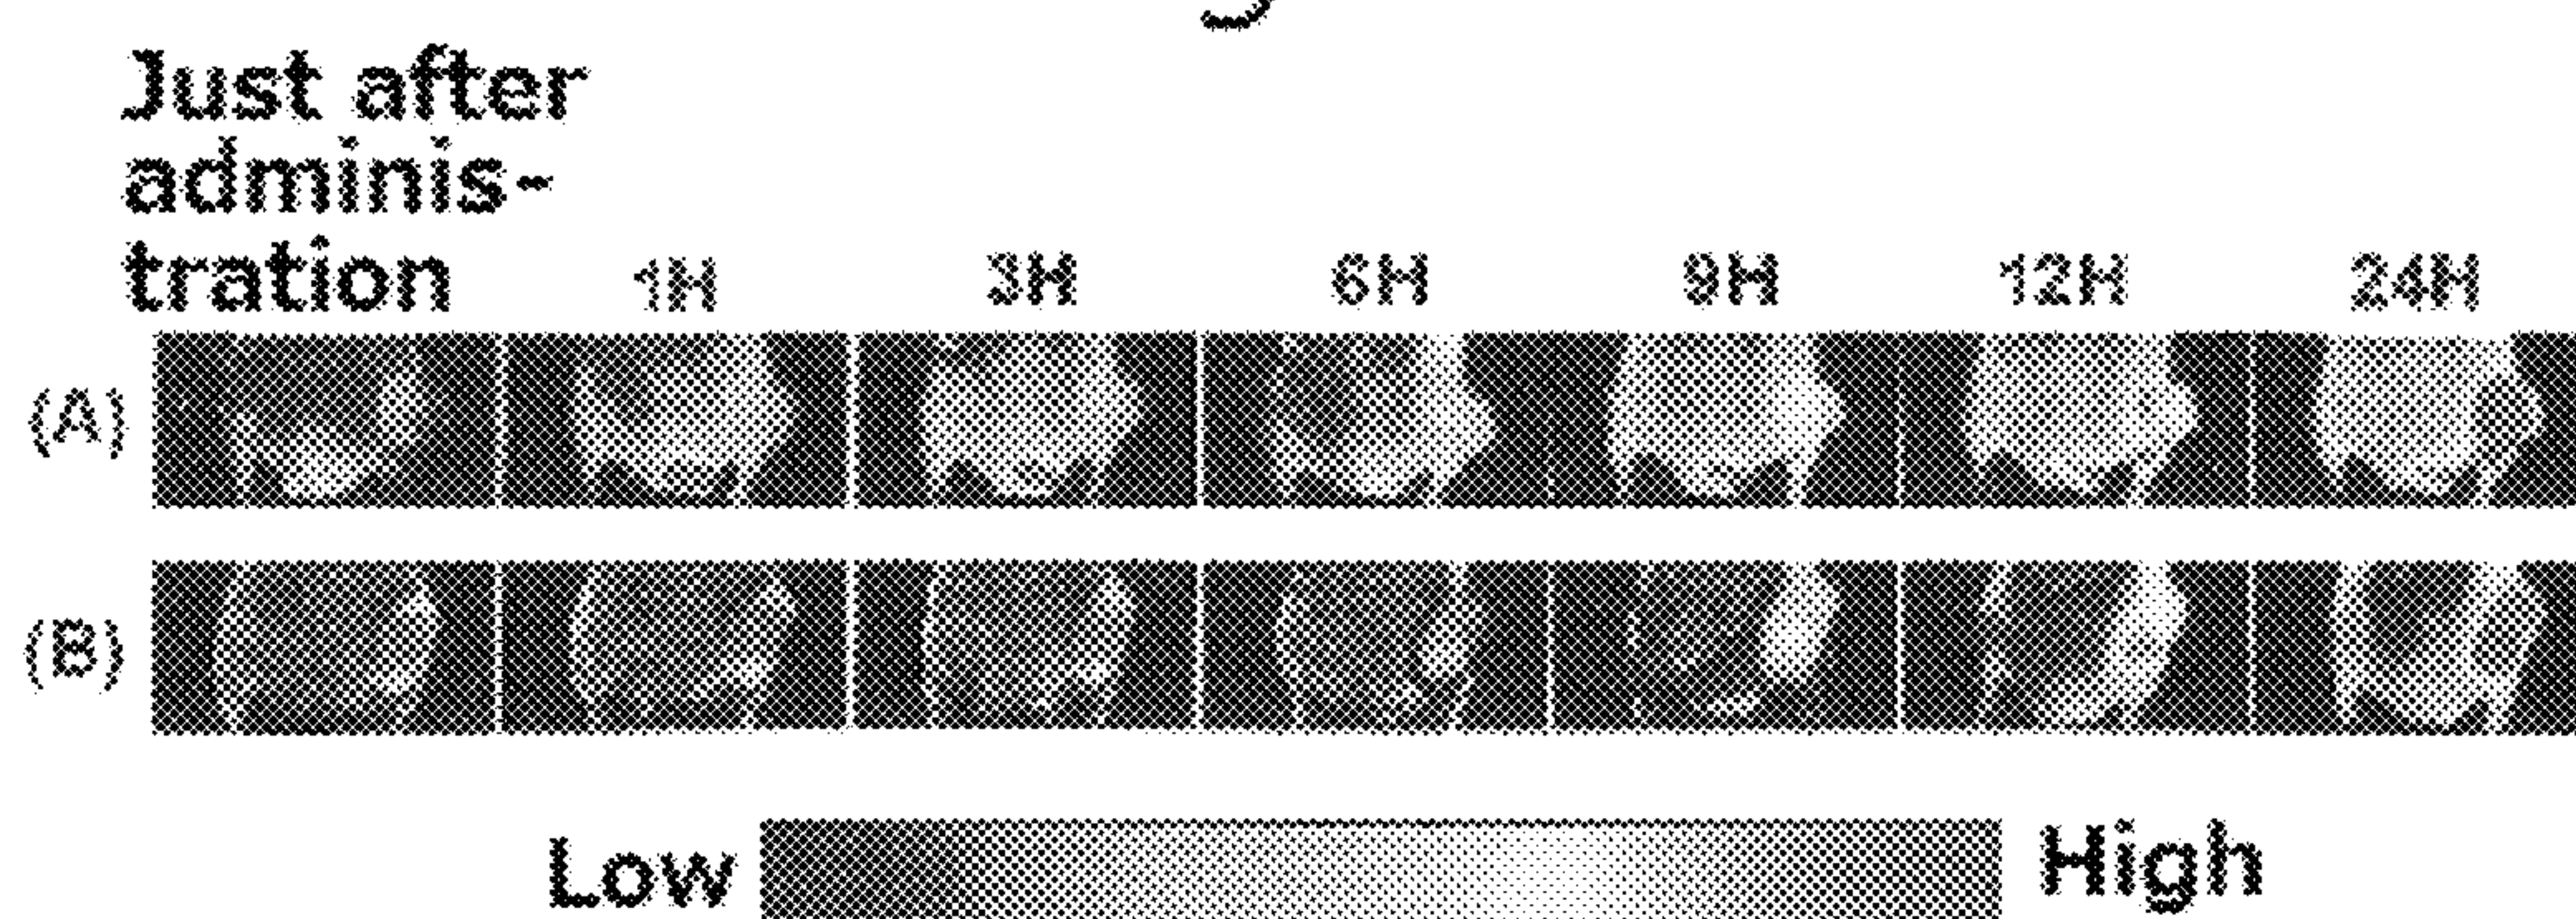 Just after
adminis-
tration 1H 3H 6H 9H 12H 24H
(A)
(B)
Low High